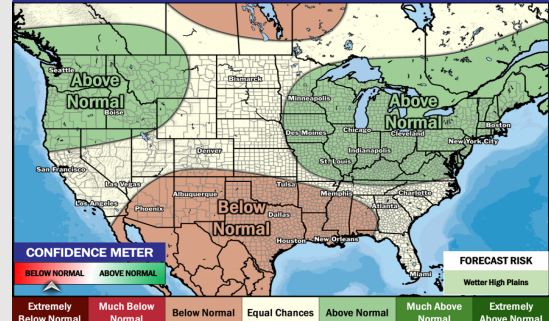 Seattle
Above
Normal
Boise
Bismarck
Minneapolis
Above
Normal
Boston
Des Moines
Chicago
Cleveland
New York City
Indianapolis
St. Louis
Denver
San Francisco
Las Vegas
Los Angeles
Phoenix
Albuquerque
Tulsa
Memphis
Charlotte
Atlanta
Below
Normal
Dallas
Houston
New Orleans
Miami
CONFIDENCE METER
BELOW NORMAL
ABOVE NORMAL
FORECAST RISK
Wetter High Plains
Extremely
Below Normal
Much Below
Normal
Below Normal
Equal Chances
Above Normal
Much Above
Normal
Extremely
Above Normal